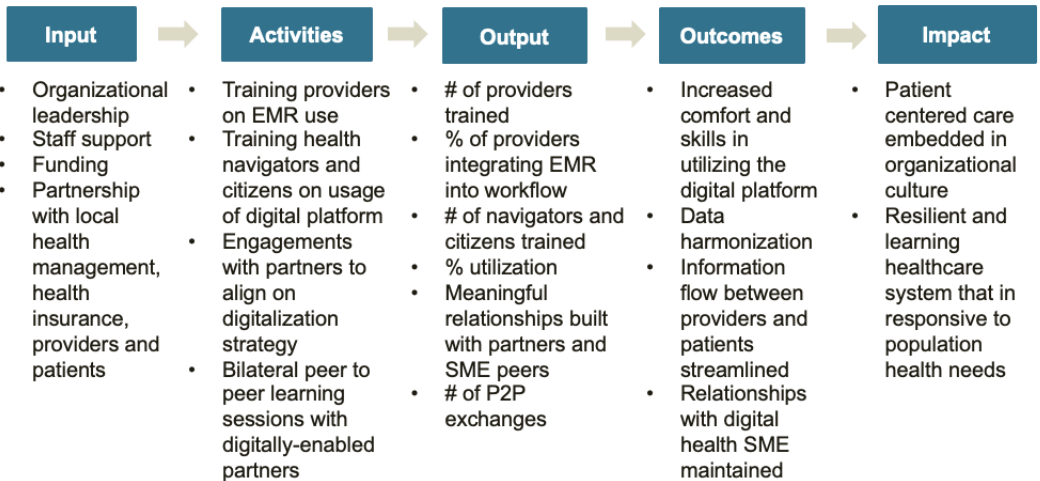 Input
Activities
Output
Outcomes
Impact
• Organizational
leadership
• Staff support
• Funding
• Partnership
with local
health
management,
health
insurance,
providers and
patients
• Training providers
on EMR use
• Training health
navigators and
citizens on usage
of digital platform
• Engagements
with partners to
align on
digitalization
strategy
• Bilateral peer to
peer learning
sessions with
digitally-enabled
partners
• # of providers
trained
• % of providers
integrating EMR
into workflow
• # of navigators and
citizens trained
• % utilization
• Meaningful
relationships built
with partners and
SME peers
• # of P2P
exchanges
• Increased
comfort and
skills in
utilizing the
digital platform
• Data
harmonization
• Information
flow between
providers and
patients
streamlined
• Relationships
with digital
health SME
maintained
• Patient
centered care
embedded in
organizational
culture
• Resilient and
learning
healthcare
system that in
responsive to
population
health needs